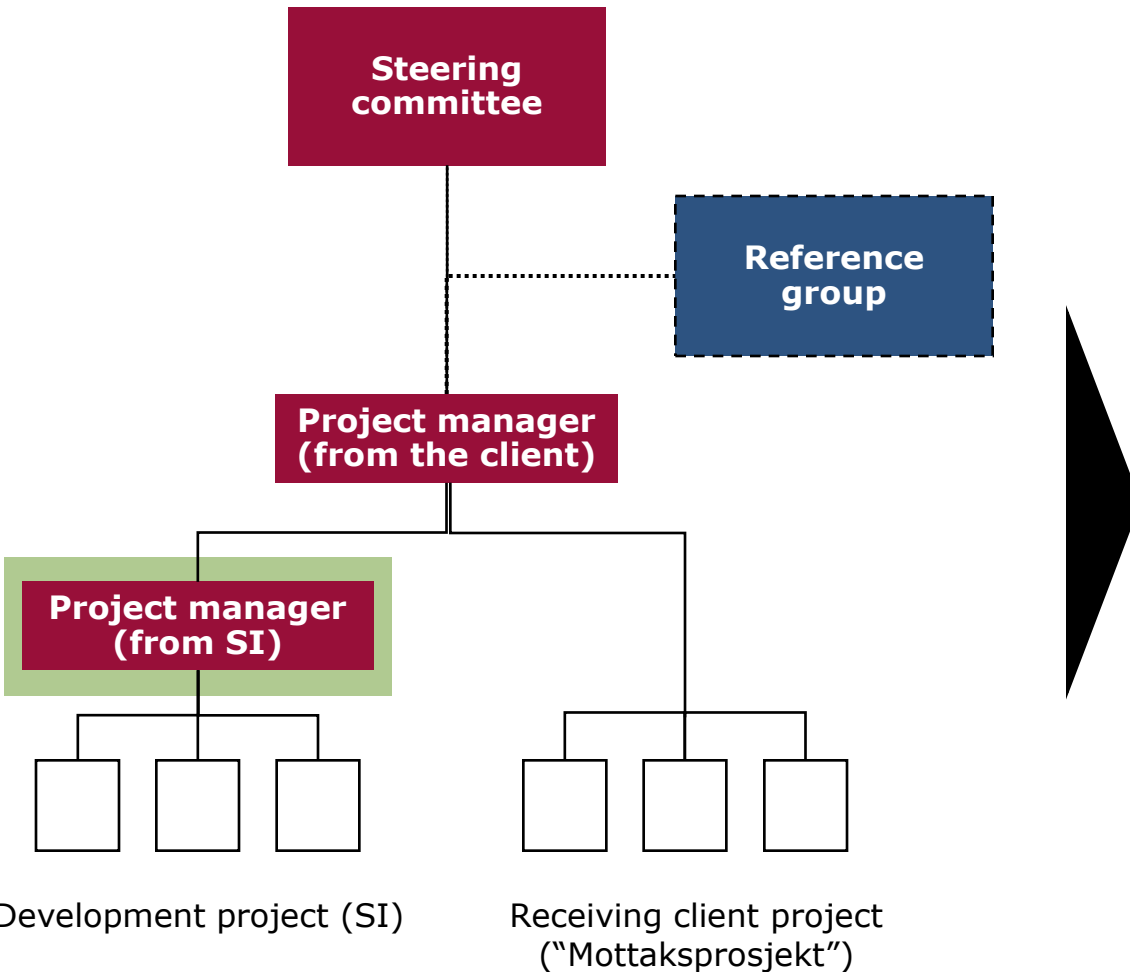 Steering
committee
Reference
group
Project manager
(from the client)
Project manager
(from SI)
Development project (SI)
Receiving client project
(“Mottaksprosjekt”)